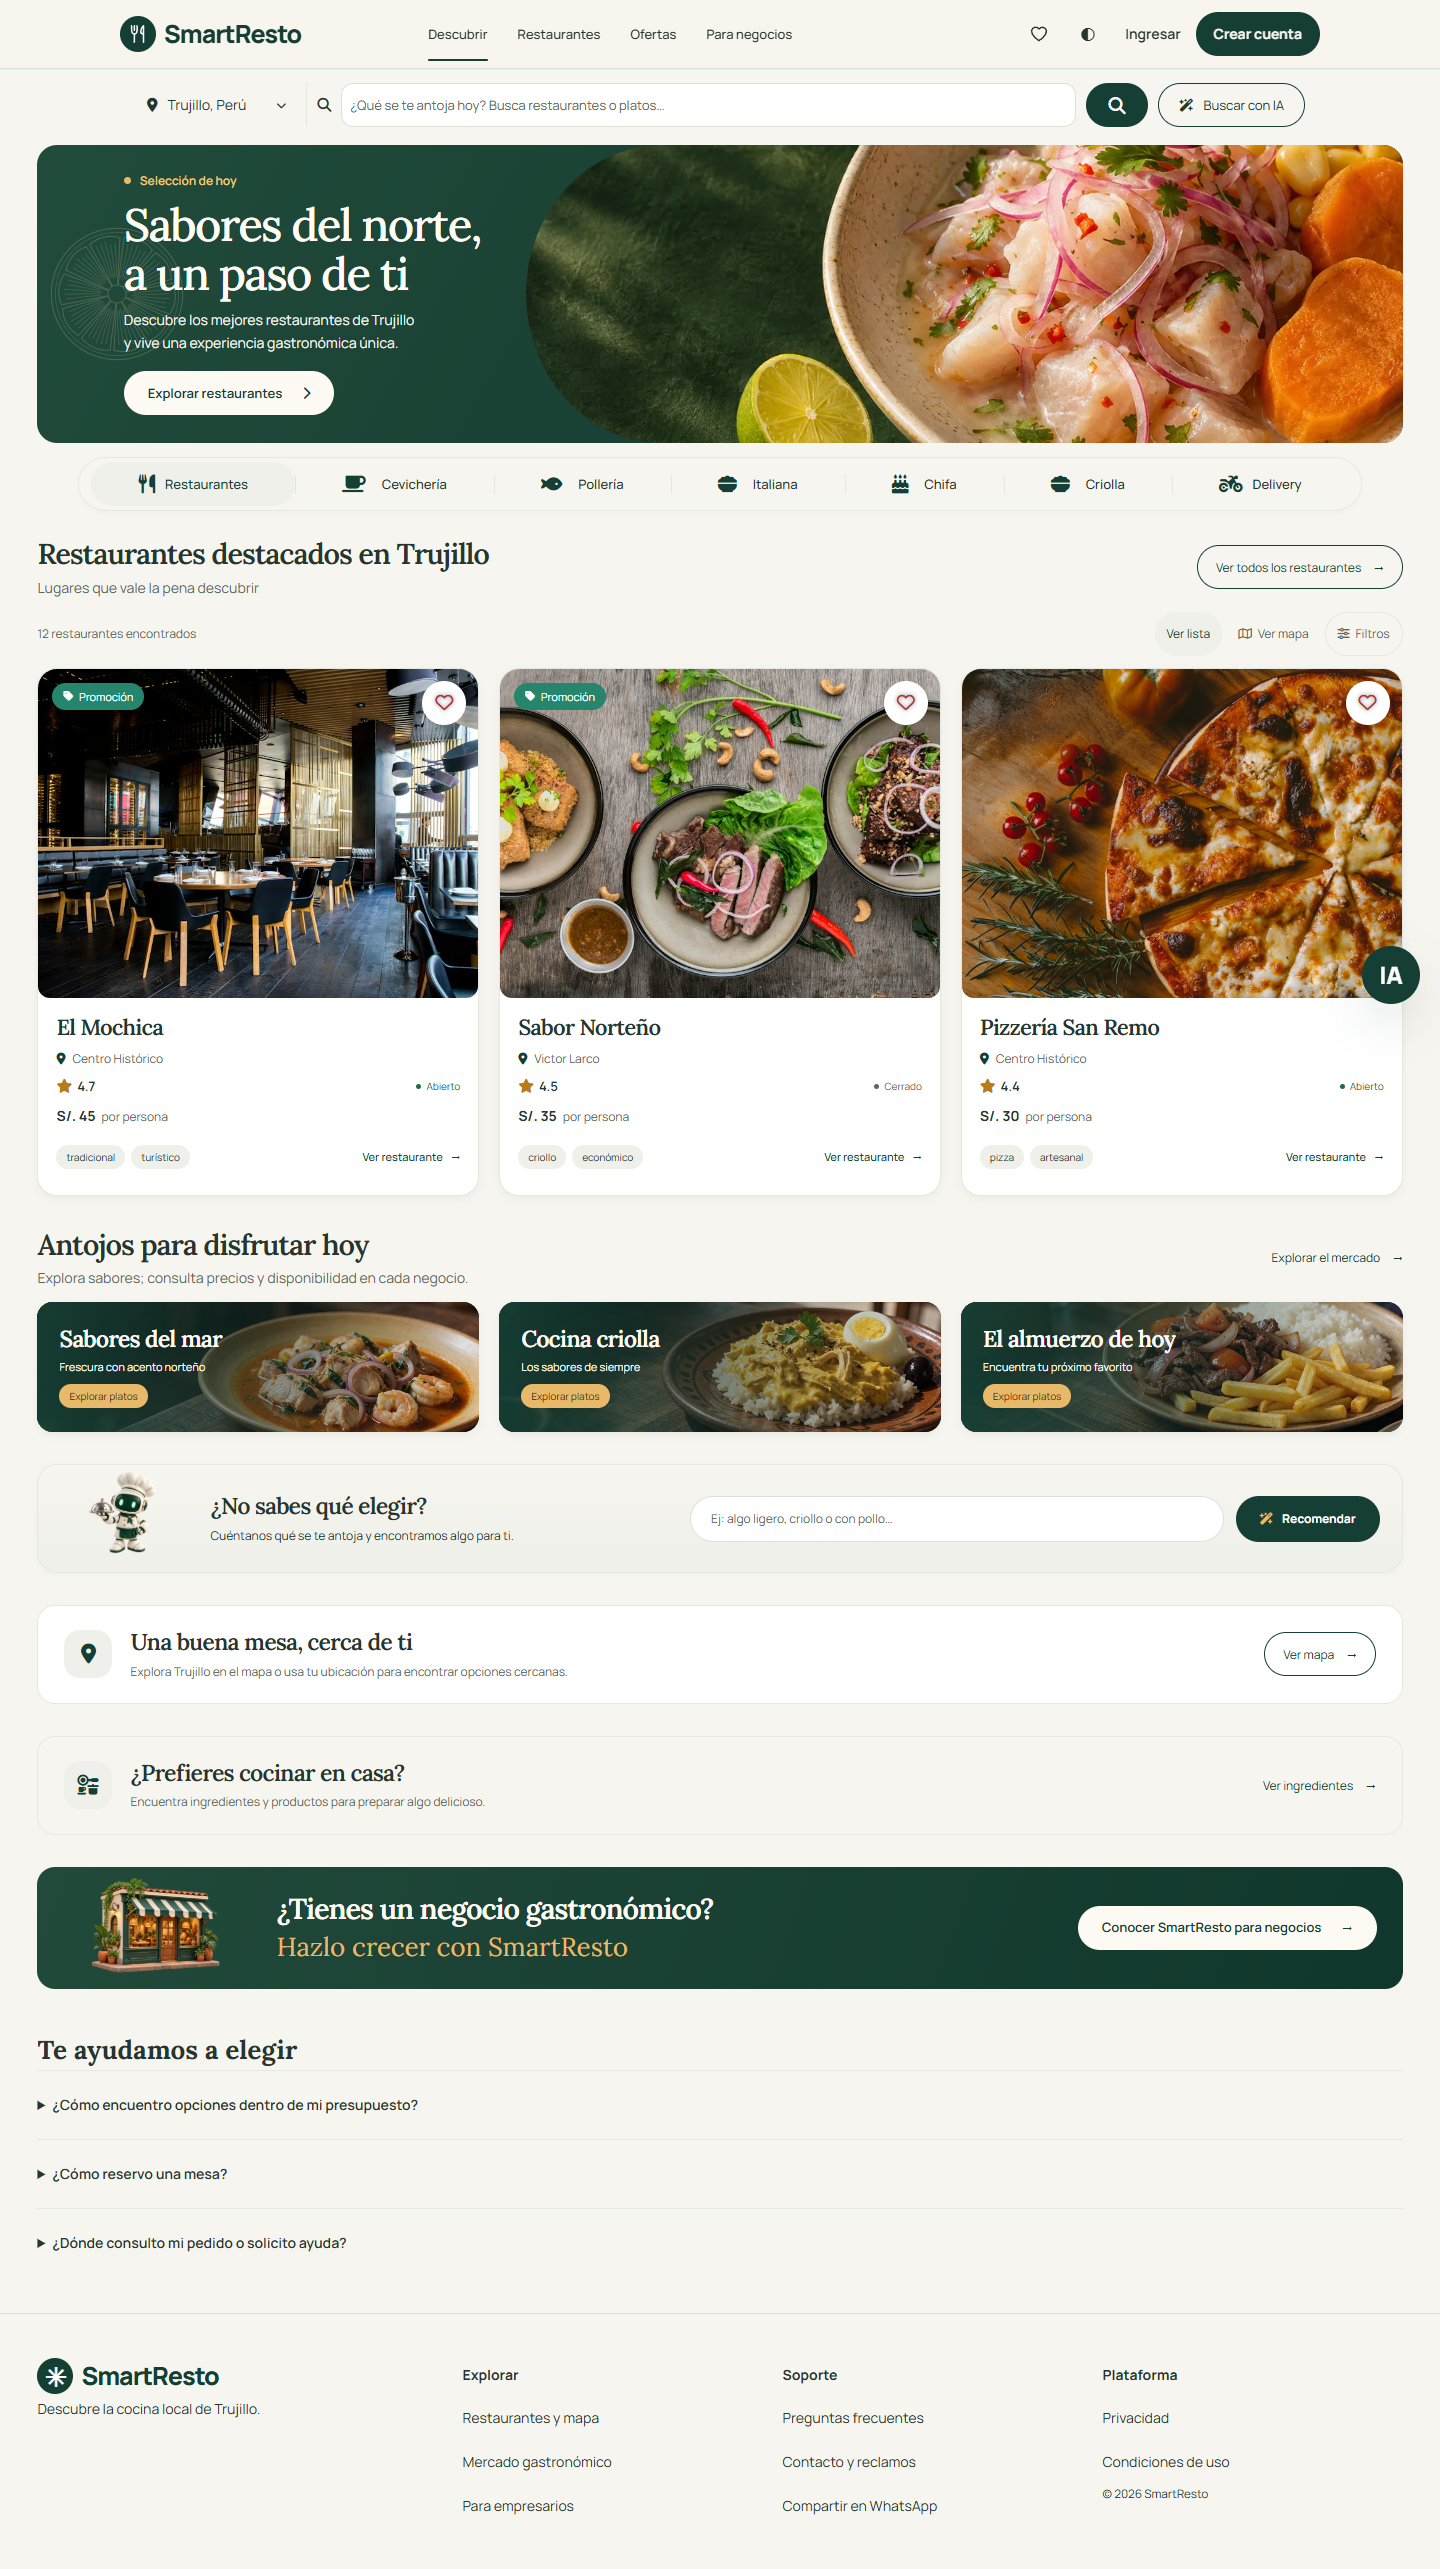 SmartResto
Descubrir
Restaurantes
Ofertas
Para negocios
Ingresar
Crear cuenta
Trujillo, Perú
¿Qué se te antoja hoy? Busca restaurantes o platos...
Buscar con IA
Selección de hoy
Sabores del norte,
a un paso de ti
Descubre los mejores restaurantes de Trujillo
y vive una experiencia gastronómica única.
Explorar restaurantes
Restaurantes
Cevichería
Pollería
Italiana
Chifa
Criolla
Delivery
Restaurantes destacados en Trujillo
Lugares que vale la pena descubrir
Ver todos los restaurantes →
12 restaurantes encontrados
Ver lista
Ver mapa
Filtros
Promoción
El Mochica
Centro Histórico
4.7
Abierto
S/. 45 por persona
tradicional
turístico
Ver restaurante →
Promoción
Sabor Norteño
Victor Larco
4.5
Cerrado
S/. 35 por persona
criollo
económico
Ver restaurante →
Pizzería San Remo
Centro Histórico
4.4
Abierto
S/. 30 por persona
pizza
artesanal
Ver restaurante →
IA
Antojos para disfrutar hoy
Explora sabores; consulta precios y disponibilidad en cada negocio.
Explorar el mercado →
Sabores del mar
Frescura con acento norteño
Explorar platos
Cocina criolla
Los sabores de siempre
Explorar platos
El almuerzo de hoy
Encuentra tu próximo favorito
Explorar platos
¿No sabes qué elegir?
Cuéntanos qué se te antoja y encontramos algo para ti.
Ej: algo ligero, criollo o con pollo...
Recomendar
Una buena mesa, cerca de ti
Explora Trujillo en el mapa o usa tu ubicación para encontrar opciones cercanas.
Ver mapa →
¿Prefieres cocinar en casa?
Encuentra ingredientes y productos para preparar algo delicioso.
Ver ingredientes →
¿Tienes un negocio gastronómico?
Hazlo crecer con SmartResto
Conocer SmartResto para negocios →
Te ayudamos a elegir
¿Cómo encuentro opciones dentro de mi presupuesto?
¿Cómo reservo una mesa?
¿Dónde consulto mi pedido o solicito ayuda?
SmartResto
Descubre la cocina local de Trujillo.
Explorar
Restaurantes y mapa
Mercado gastronómico
Para empresarios
Soporte
Preguntas frecuentes
Contacto y reclamos
Compartir en WhatsApp
Plataforma
Privacidad
Condiciones de uso
© 2026 SmartResto